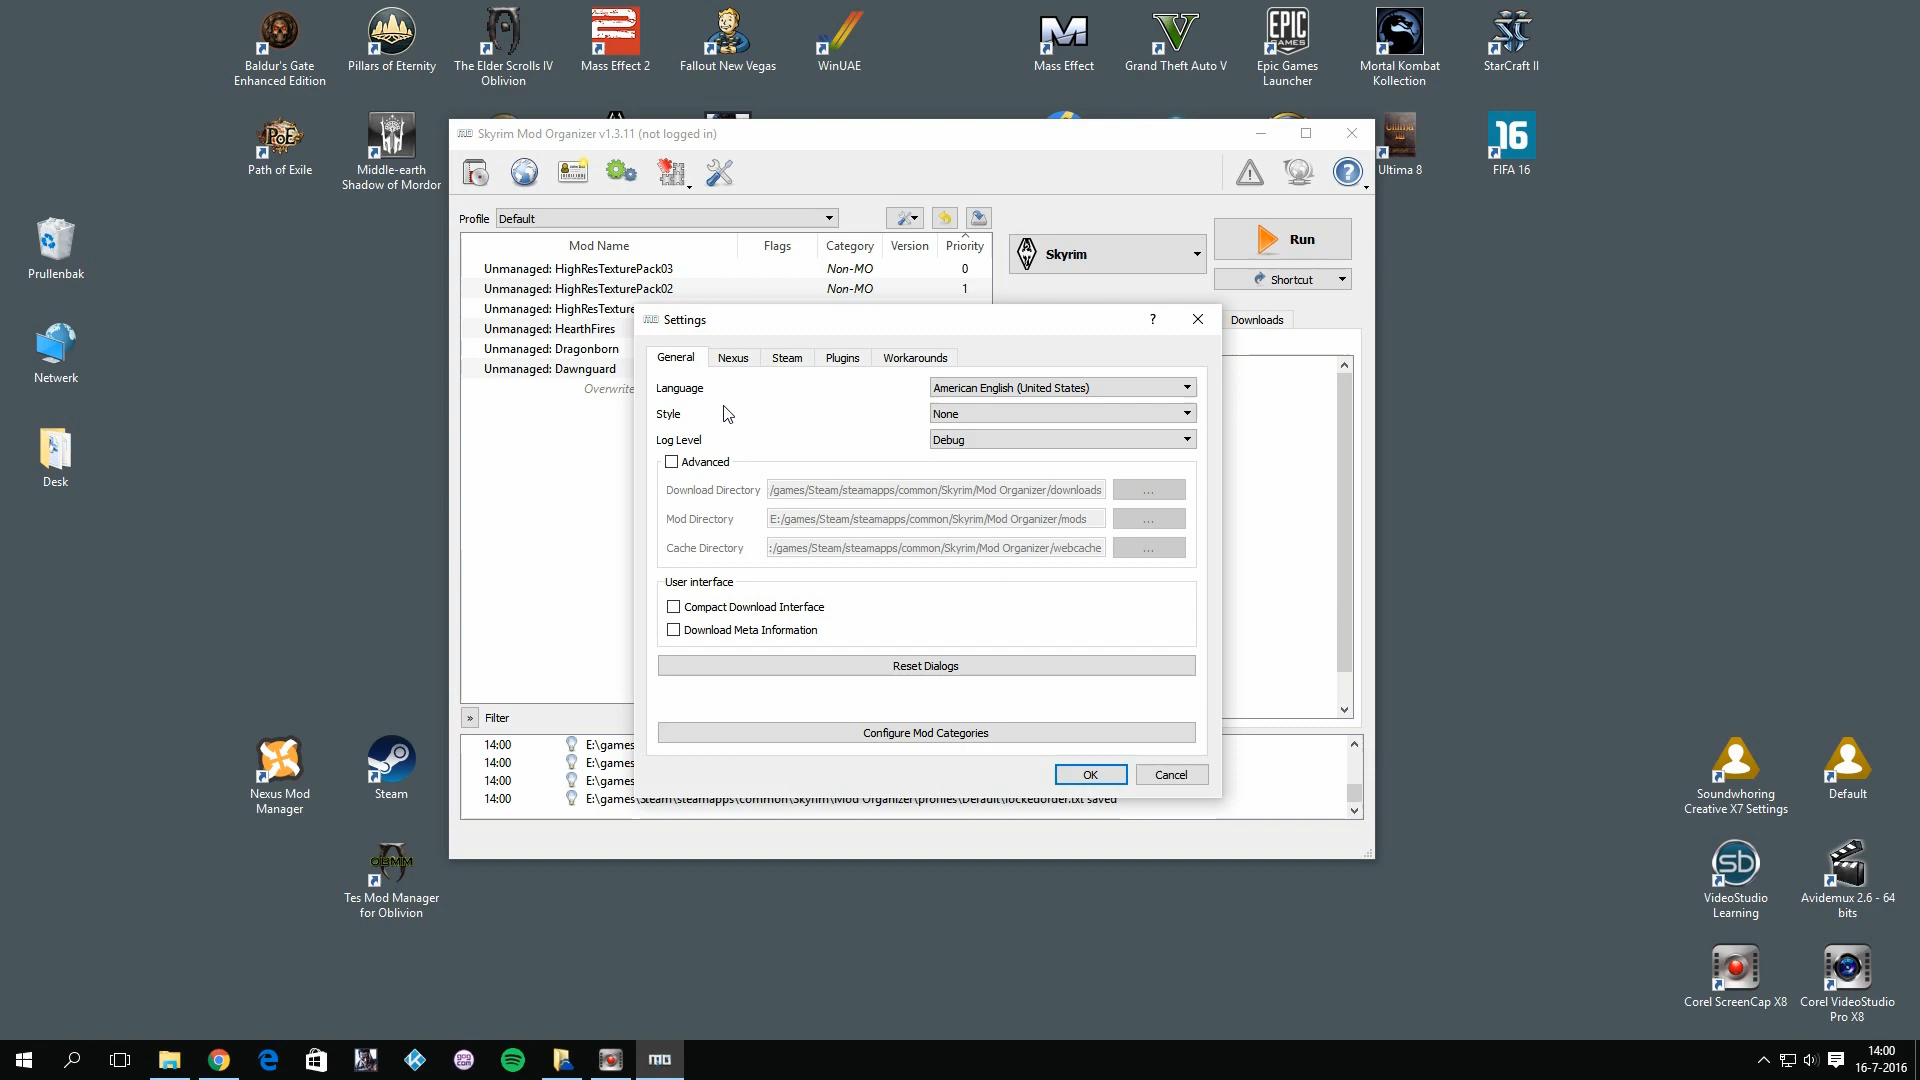 Baldur's Gate
Enhanced Edition
Pillars of Eternity
The Elder Scrolls IV
Oblivion
Mass Effect 2
Fallout New Vegas
WinUAE
Mass Effect
Grand Theft Auto V
EPIC
GAMES
Epic Games
Launcher
Mortal Kombat
Kollection
StarCraft II
PoE
Path of Exile
Middle-earth
Shadow of Mordor
Ultima 8
16
FIFA 16
Prullenbak
Netwerk
Desk
Skyrim Mod Organizer v1.3.11 (not logged in)
Profile
Default
Mod Name
Flags
Category
Version
Priority
Unmanaged: HighResTexturePack03
Non-MO
0
Unmanaged: HighResTexturePack02
Non-MO
1
Unmanaged: HighResTexture
Unmanaged: HearthFires
Unmanaged: Dragonborn
Unmanaged: Dawnguard
Overwrite
Skyrim
Run
Shortcut
Downloads
Settings
?
General
Nexus
Steam
Plugins
Workarounds
Language
American English (United States)
Style
None
Log Level
Debug
Advanced
Download Directory
/games/Steam/steamapps/common/Skyrim/Mod Organizer/downloads
...
Mod Directory
E:/games/Steam/steamapps/common/Skyrim/Mod Organizer/mods
...
Cache Directory
:/games/Steam/steamapps/common/Skyrim/Mod Organizer/webcache
...
User interface
Compact Download Interface
Download Meta Information
Reset Dialogs
Configure Mod Categories
OK
Cancel
» Filter
14:00 E:\games
14:00 E:\games
14:00 E:\games
14:00 E:\games\Steam\steamapps\common\Skyrim\Mod Organizer\profiles\Default\lockedorder.txt saved
Nexus Mod
Manager
Steam
OBMM
Tes Mod Manager
for Oblivion
Soundwhoring
Creative X7 Settings
Default
sb
VideoStudio
Learning
Avidemux 2.6 - 64
bits
Corel ScreenCap X8
Corel VideoStudio
Pro X8
14:00
16-7-2016